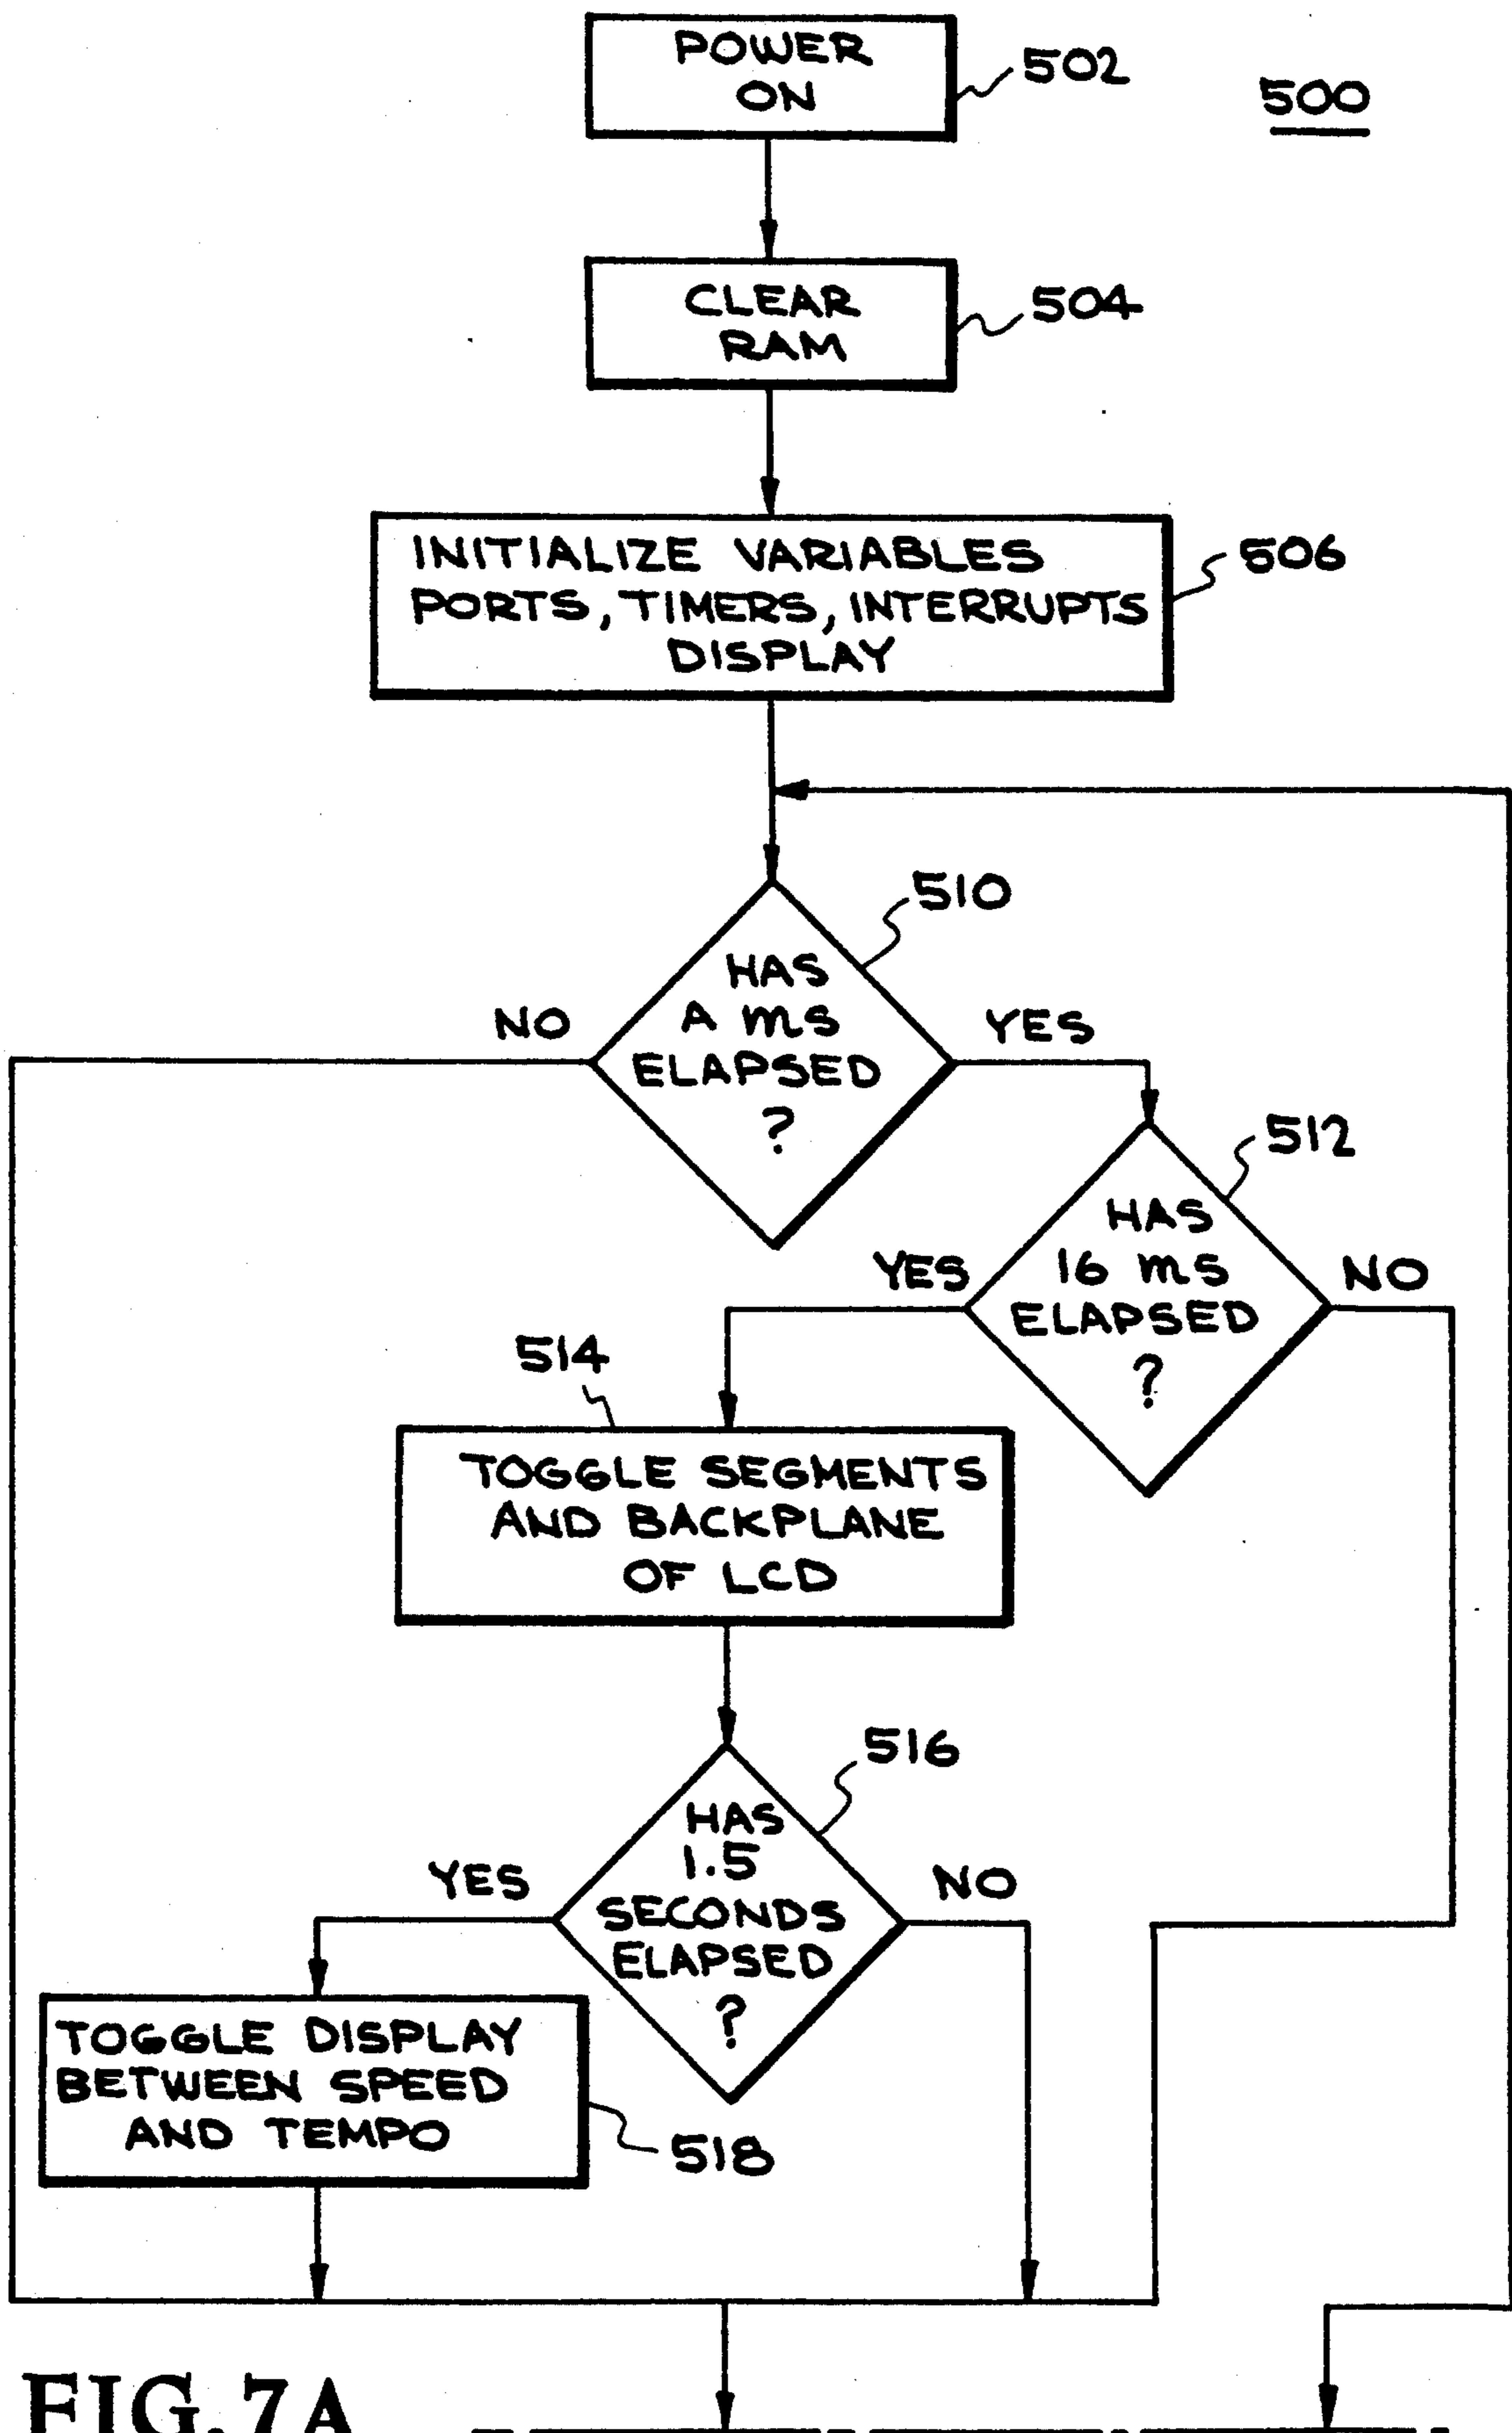 POWER
ON
502
500
CLEAR
RAM
504
INITIALIZE VARIABLES
PORTS, TIMERS, INTERRUPTS
DISPLAY
506
510
HAS
A ms
ELAPSED
?
NO
YES
512
HAS
16 ms
ELAPSED
?
YES
NO
514
TOGGLE SEGMENTS
AND BACKPLANE
OF LCD
516
HAS
1.5
SECONDS
ELAPSED
?
YES
NO
TOGGLE DISPLAY
BETWEEN SPEED
AND TEMPO
518
FIG. 7A